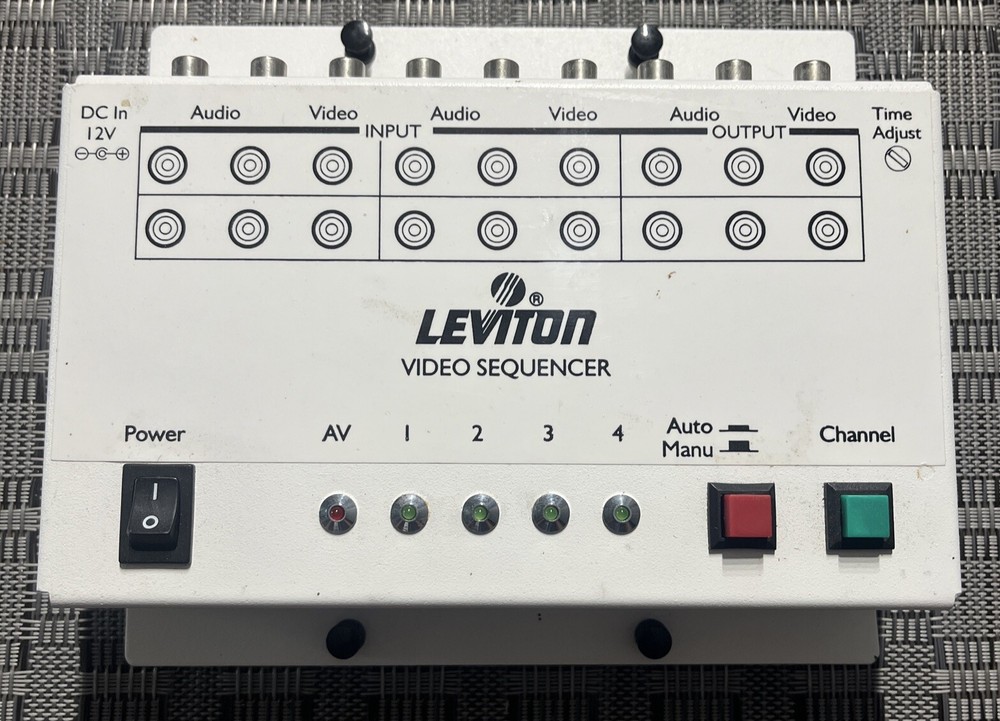 DC In
12V
Audio Video Audio Video Audio Video
INPUT OUTPUT
Time
Adjust
®
LEVITON
VIDEO SEQUENCER
Power
AV 1 2 3 4
Auto
Manu
Channel
I
O